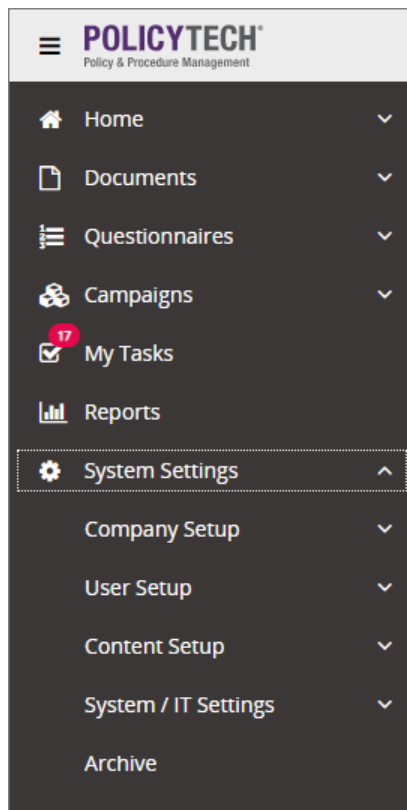 POLICYTECH®
Policy & Procedure Management
Home
Documents
Questionnaires
Campaigns
17
My Tasks
Reports
System Settings
Company Setup
User Setup
Content Setup
System / IT Settings
Archive